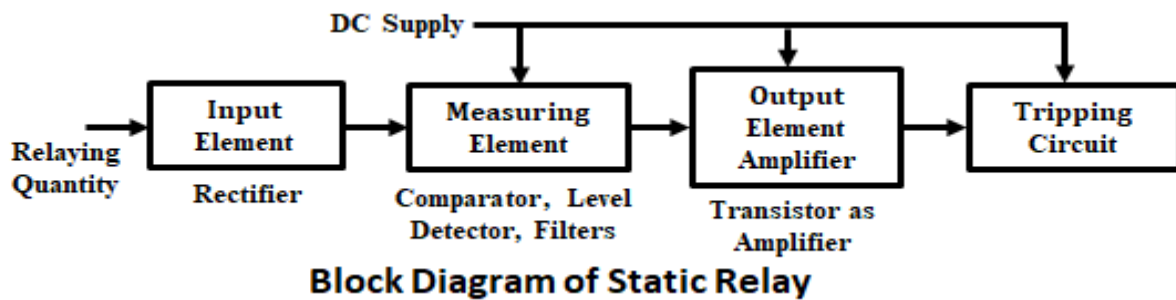 DC Supply
Relaying
Quantity
Input
Element
Rectifier
Measuring
Element
Comparator, Level
Detector, Filters
Output
Element
Amplifier
Transistor as
Amplifier
Tripping
Circuit
Block Diagram of Static Relay